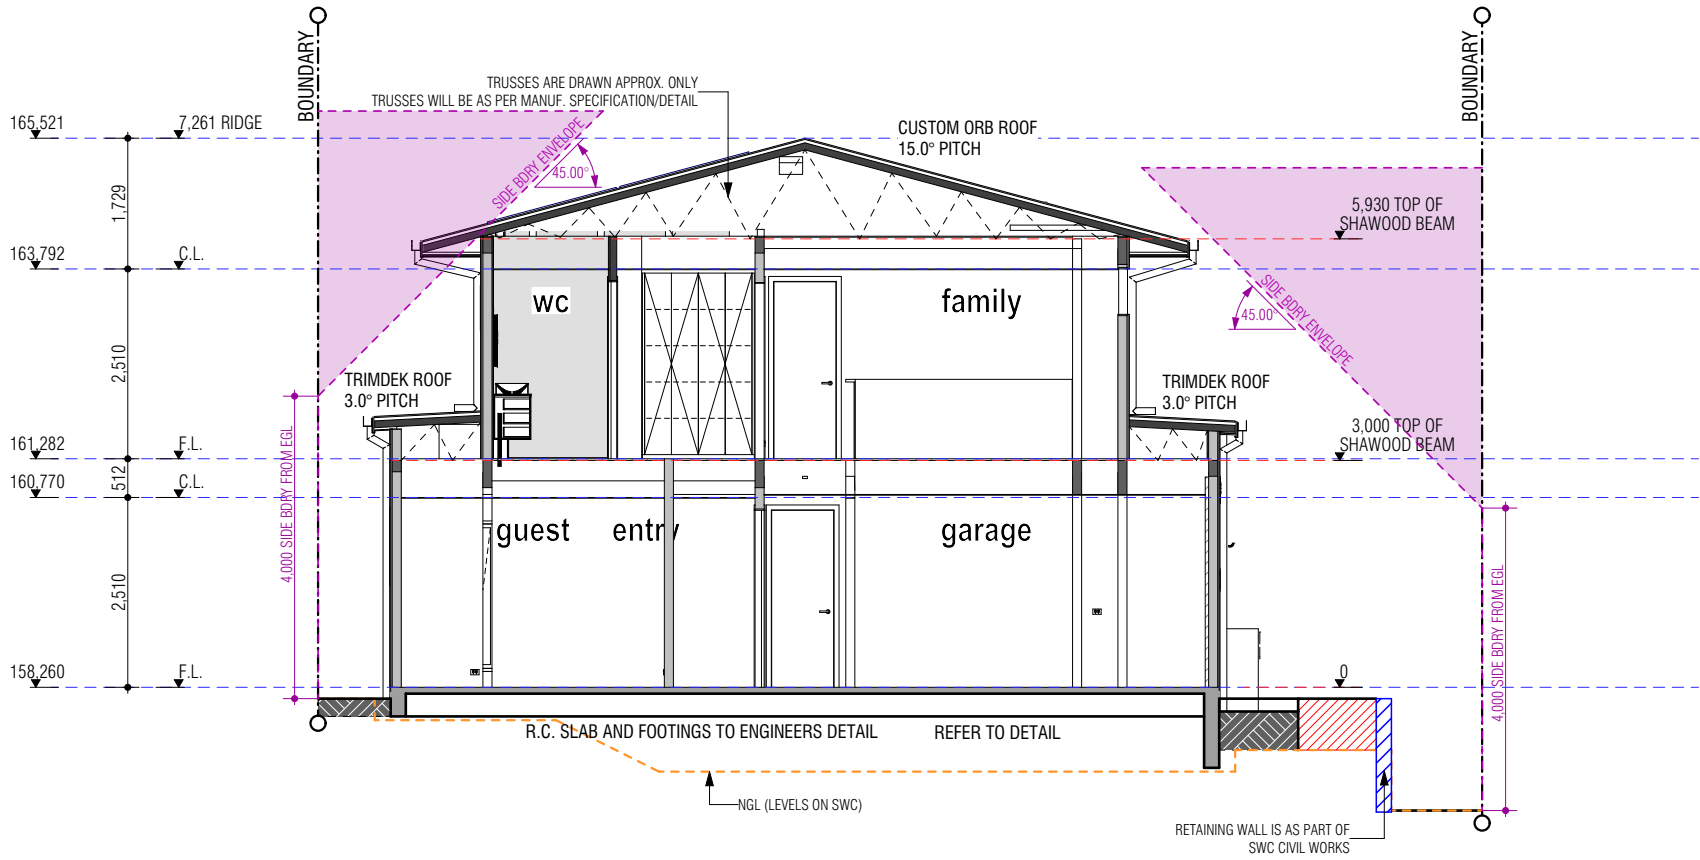 BOUNDARY
BOUNDARY
TRUSSES ARE DRAWN APPROX. ONLY
TRUSSES WILL BE AS PER MANUF. SPECIFICATION/DETAIL
165,521
7,261 RIDGE
CUSTOM ORB ROOF
15.0° PITCH
SIDE BDRY ENVELOPE
45.00°
1,729
5,930 TOP OF
SHAWOOD BEAM
163,792
C.L.
wc
family
SIDE BDRY ENVELOPE
45.00°
2,510
TRIMDEK ROOF
3.0° PITCH
TRIMDEK ROOF
3.0° PITCH
3,000 TOP OF
SHAWOOD BEAM
161,282
F.L.
512
160,770
C.L.
4,000 SIDE BDRY FROM EGL
guest
entry
garage
2,510
4,000 SIDE BDRY FROM EGL
158,260
F.L.
0
R.C. SLAB AND FOOTINGS TO ENGINEERS DETAIL
REFER TO DETAIL
NGL (LEVELS ON SWC)
RETAINING WALL IS AS PART OF
SWC CIVIL WORKS